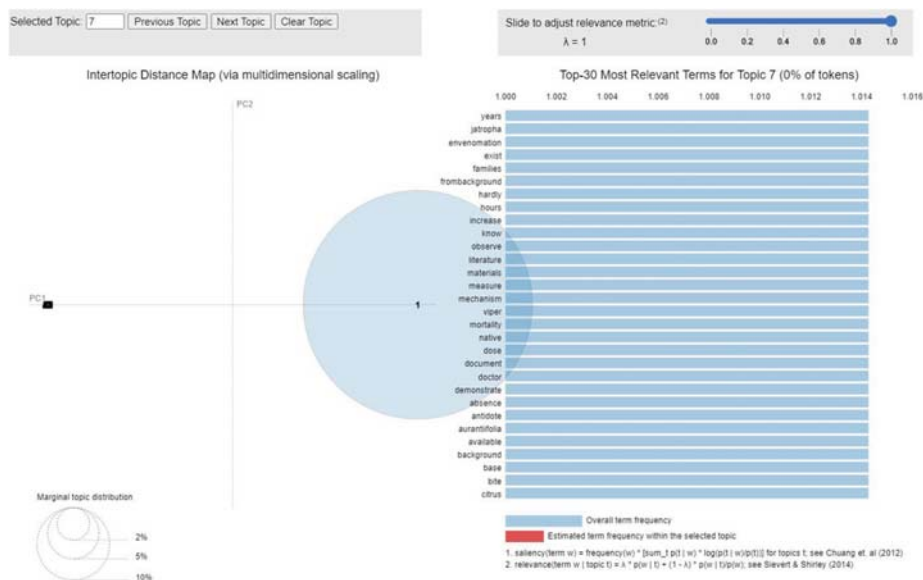 Selected Topic: 7 Previous Topic Next Topic Clear Topic
Slide to adjust relevance metric:(2)
λ = 1
0.0 0.2 0.4 0.6 0.8 1.0
Intertopic Distance Map (via multidimensional scaling)
PC2
PC1
1
Marginal topic distribution
2%
5%
10%
Top-30 Most Relevant Terms for Topic 7 (0% of tokens)
1.000 1.002 1.004 1.006 1.008 1.010 1.012 1.014 1.016
years
jatropha
envenomation
exist
families
frombackground
hardly
hours
increase
know
observe
literature
materials
measure
mechanism
viper
mortality
native
dose
document
doctor
demonstrate
absence
antidote
aurantiifolia
available
background
base
bite
citrus
Overall term frequency
Estimated term frequency within the selected topic
1. saliency(term w) = frequency(w) * [sum_t p(t | w) * log(p(t | w)/p(t))] for topics t; see Chuang et. al (2012)
2. relevance(term w | topic t) = λ * p(w | t) + (1 - λ) * p(w | t)/p(w); see Sievert & Shirley (2014)